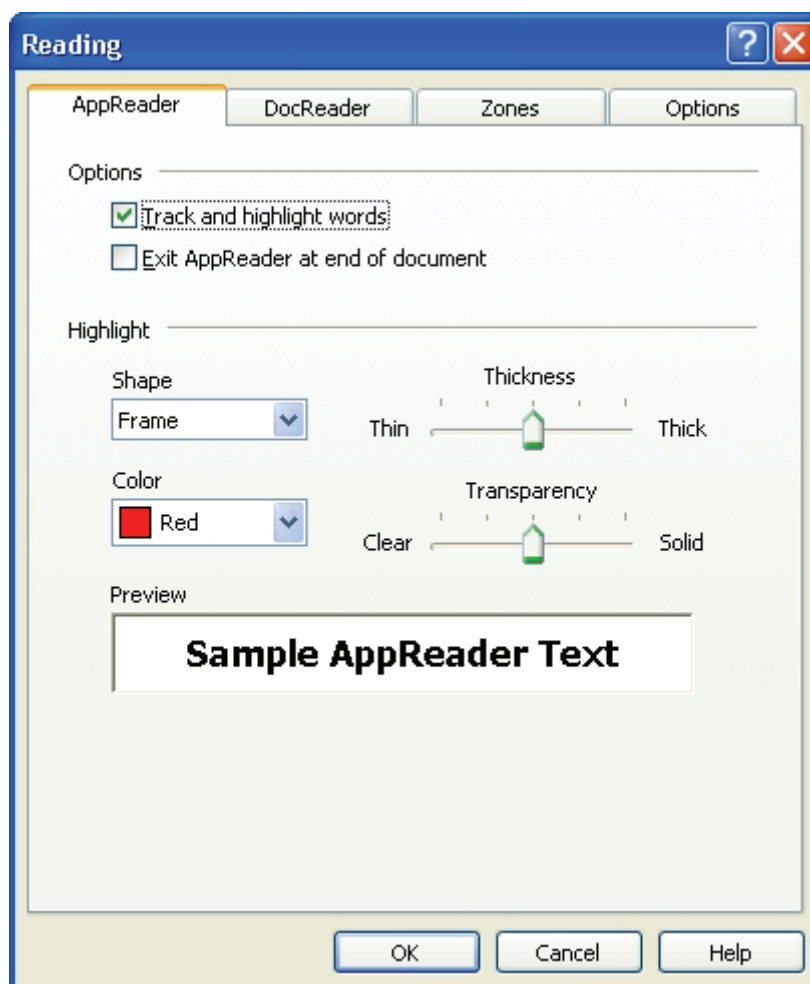 Reading
AppReader DocReader Zones Options
Options
Track and highlight words
Exit AppReader at end of document
Highlight
Shape Thickness
Frame Thin Thick
Color Transparency
Red Clear Solid
Preview
Sample AppReader Text
OK Cancel Help